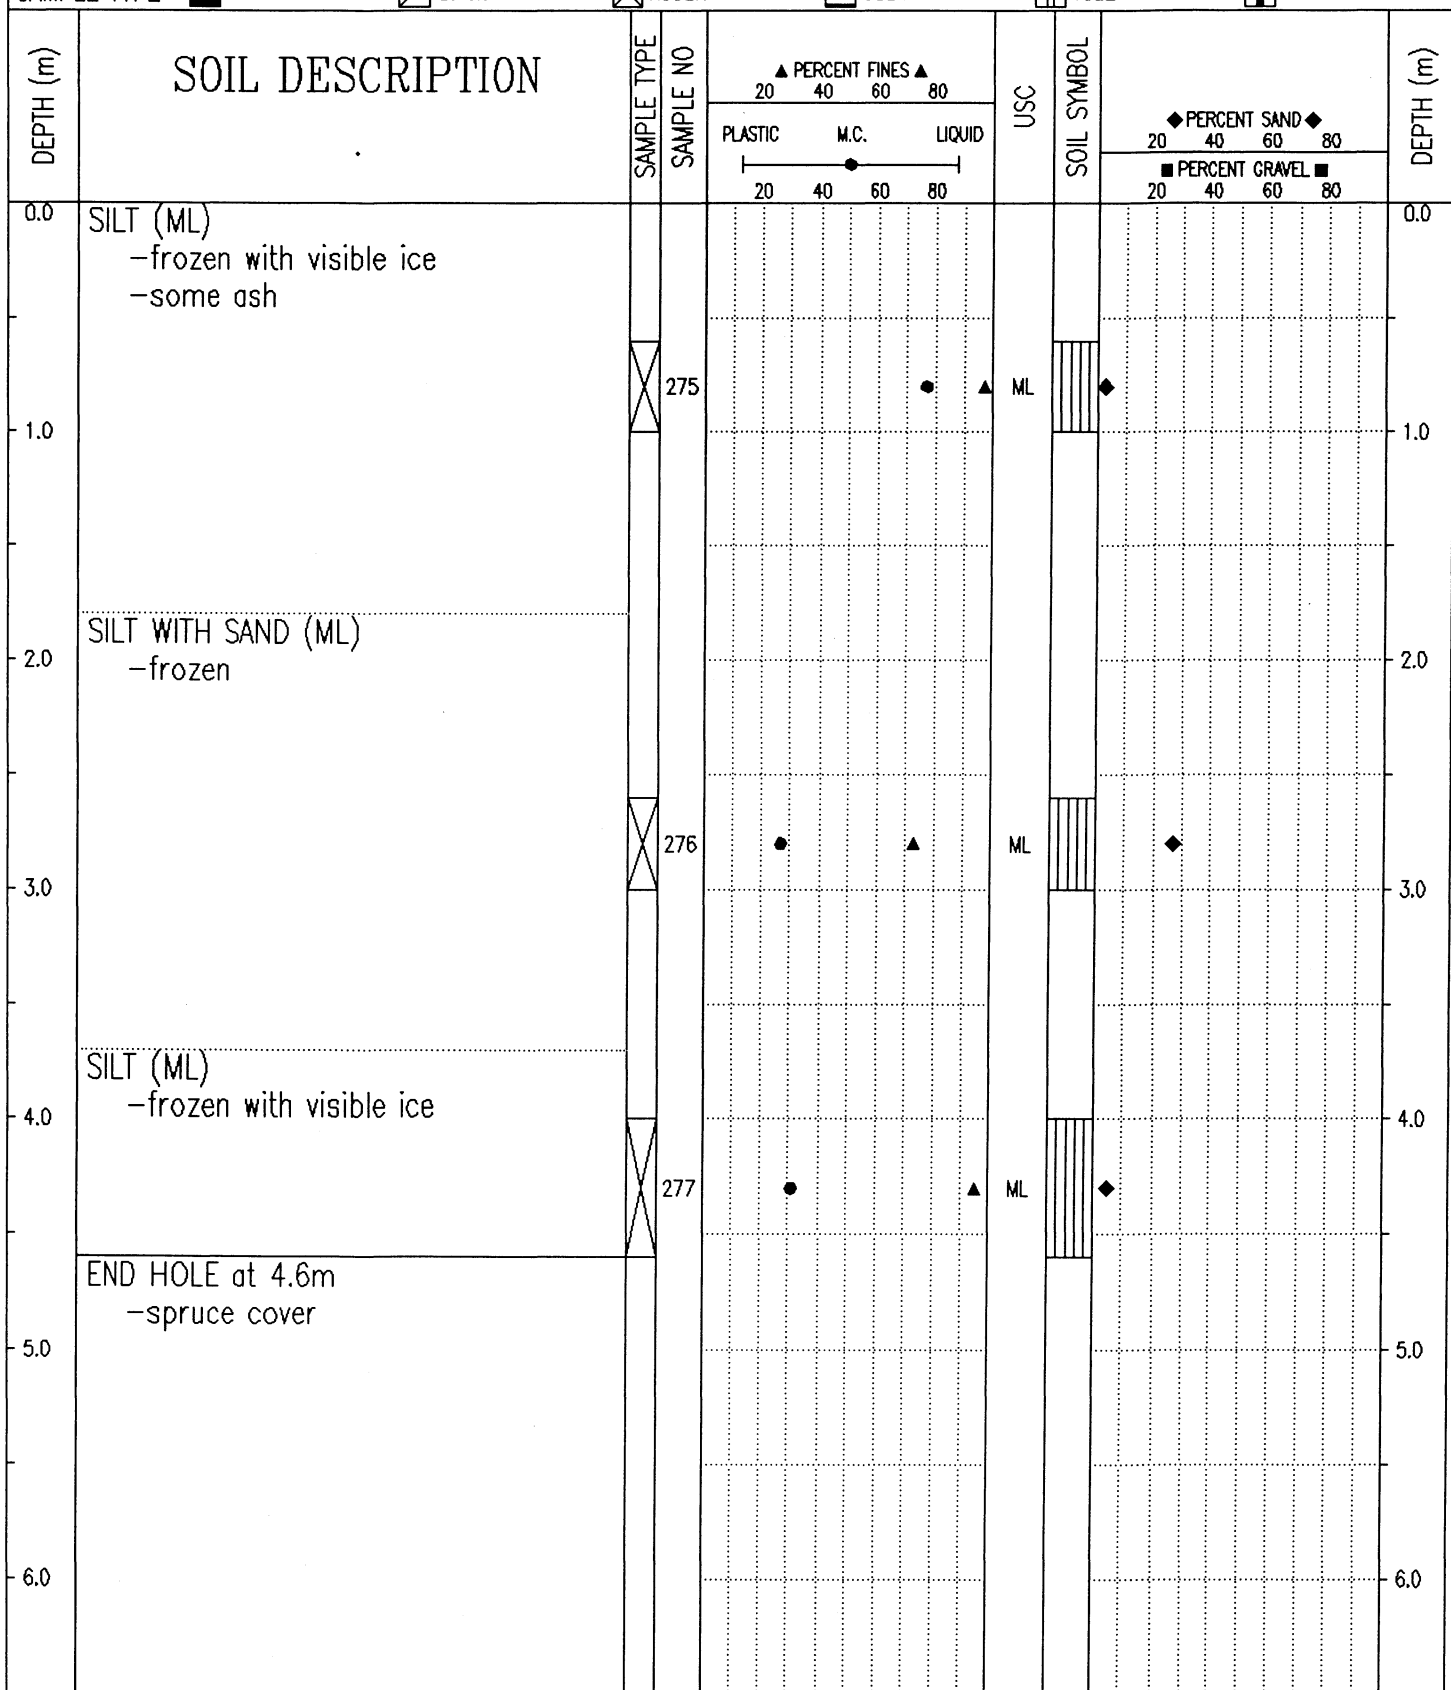 SOIL DESCRIPTION
DEPTH (m)
SAMPLE TYPE
SAMPLE NO
▲ PERCENT FINES ▲
20 40 60 80
PLASTIC M.C. LIQUID
20 40 60 80
USC
SOIL SYMBOL
◆ PERCENT SAND ◆
20 40 60 80
■ PERCENT GRAVEL ■
20 40 60 80
DEPTH (m)
0.0
SILT (ML)
0.0
-frozen with visible ice
-some ash
275 ML
1.0 1.0
SILT WITH SAND (ML)
2.0 2.0
-frozen
276 ML
3.0 3.0
SILT (ML)
-frozen with visible ice
4.0 4.0
277 ML
END HOLE at 4.6m
-spruce cover
5.0 5.0
6.0 6.0